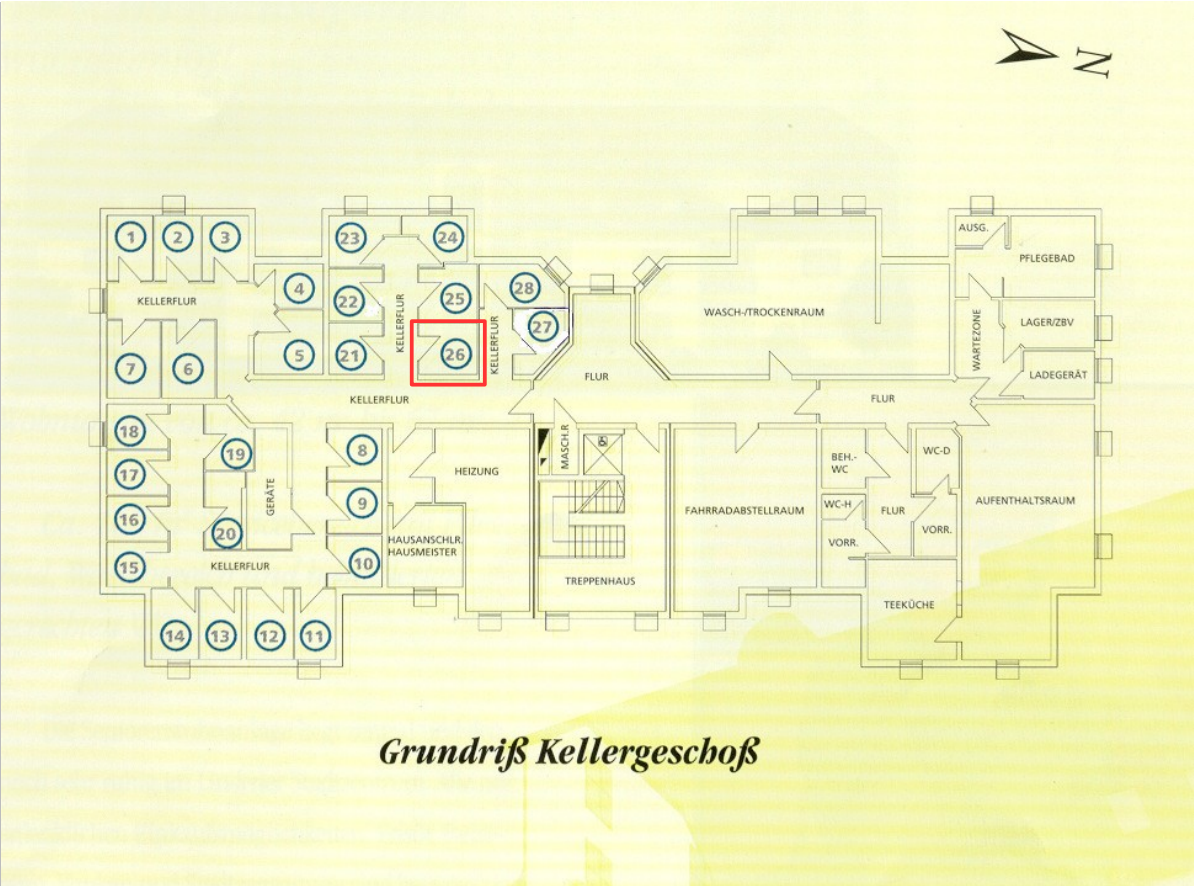 N
AUSG.
PFLEGEBAD
1
2
3
23
24
4
KELLERFLUR
22
25
28
KELLERFLUR
KELLERFLUR
27
WASCH-/TROCKENRAUM
WARTEZONE
LAGER/ZBV
7
6
5
21
26
FLUR
LADEGERÄT
KELLERFLUR
FLUR
18
19
8
MASCH.R
HEIZUNG
BEH.-
WC
WC-D
17
GERÄTE
9
WC-H
AUFENTHALTSRAUM
16
20
FAHRRADABSTELLRAUM
FLUR
VORR.
HAUSANSCHLR.
HAUSMEISTER
VORR.
15
KELLERFLUR
10
TREPPENHAUS
TEEKÜCHE
14
13
12
11
Grundriß Kellergeschoß